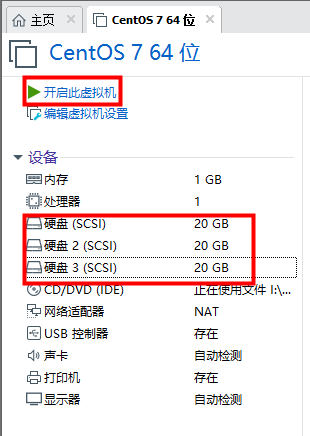 主页 × CentOS 7 64 位 ×
CentOS 7 64 位
开启此虚拟机
编辑虚拟机设置
设备
内存 1 GB
处理器 1
硬盘 (SCSI) 20 GB
硬盘 2 (SCSI) 20 GB
硬盘 3 (SCSI) 20 GB
CD/DVD (IDE) 正在使用文件 I:\...
网络适配器 NAT
USB 控制器 存在
声卡 自动检测
打印机 存在
显示器 自动检测